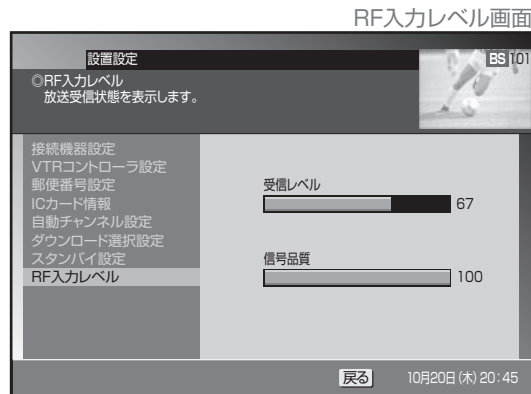 RF入力レベル画面
設置設定
BS 101
◎RF入力レベル
放送受信状態を表示します。
接続機器設定
VTRコントローラ設定
郵便番号設定
ICカード情報
自動チャンネル設定
ダウンロード選択設定
スタンバイ設定
RF入力レベル
受信レベル
67
信号品質
100
戻る 10月20日(木)20:45